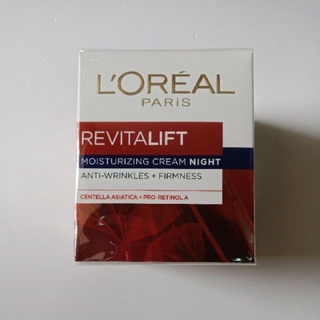 L'ORÉAL
PARIS
REVITALIFT
MOISTURIZING CREAM NIGHT
ANTI-WRINKLES + FIRMNESS
CENTELLA ASIATICA + PRO-RETINOL A